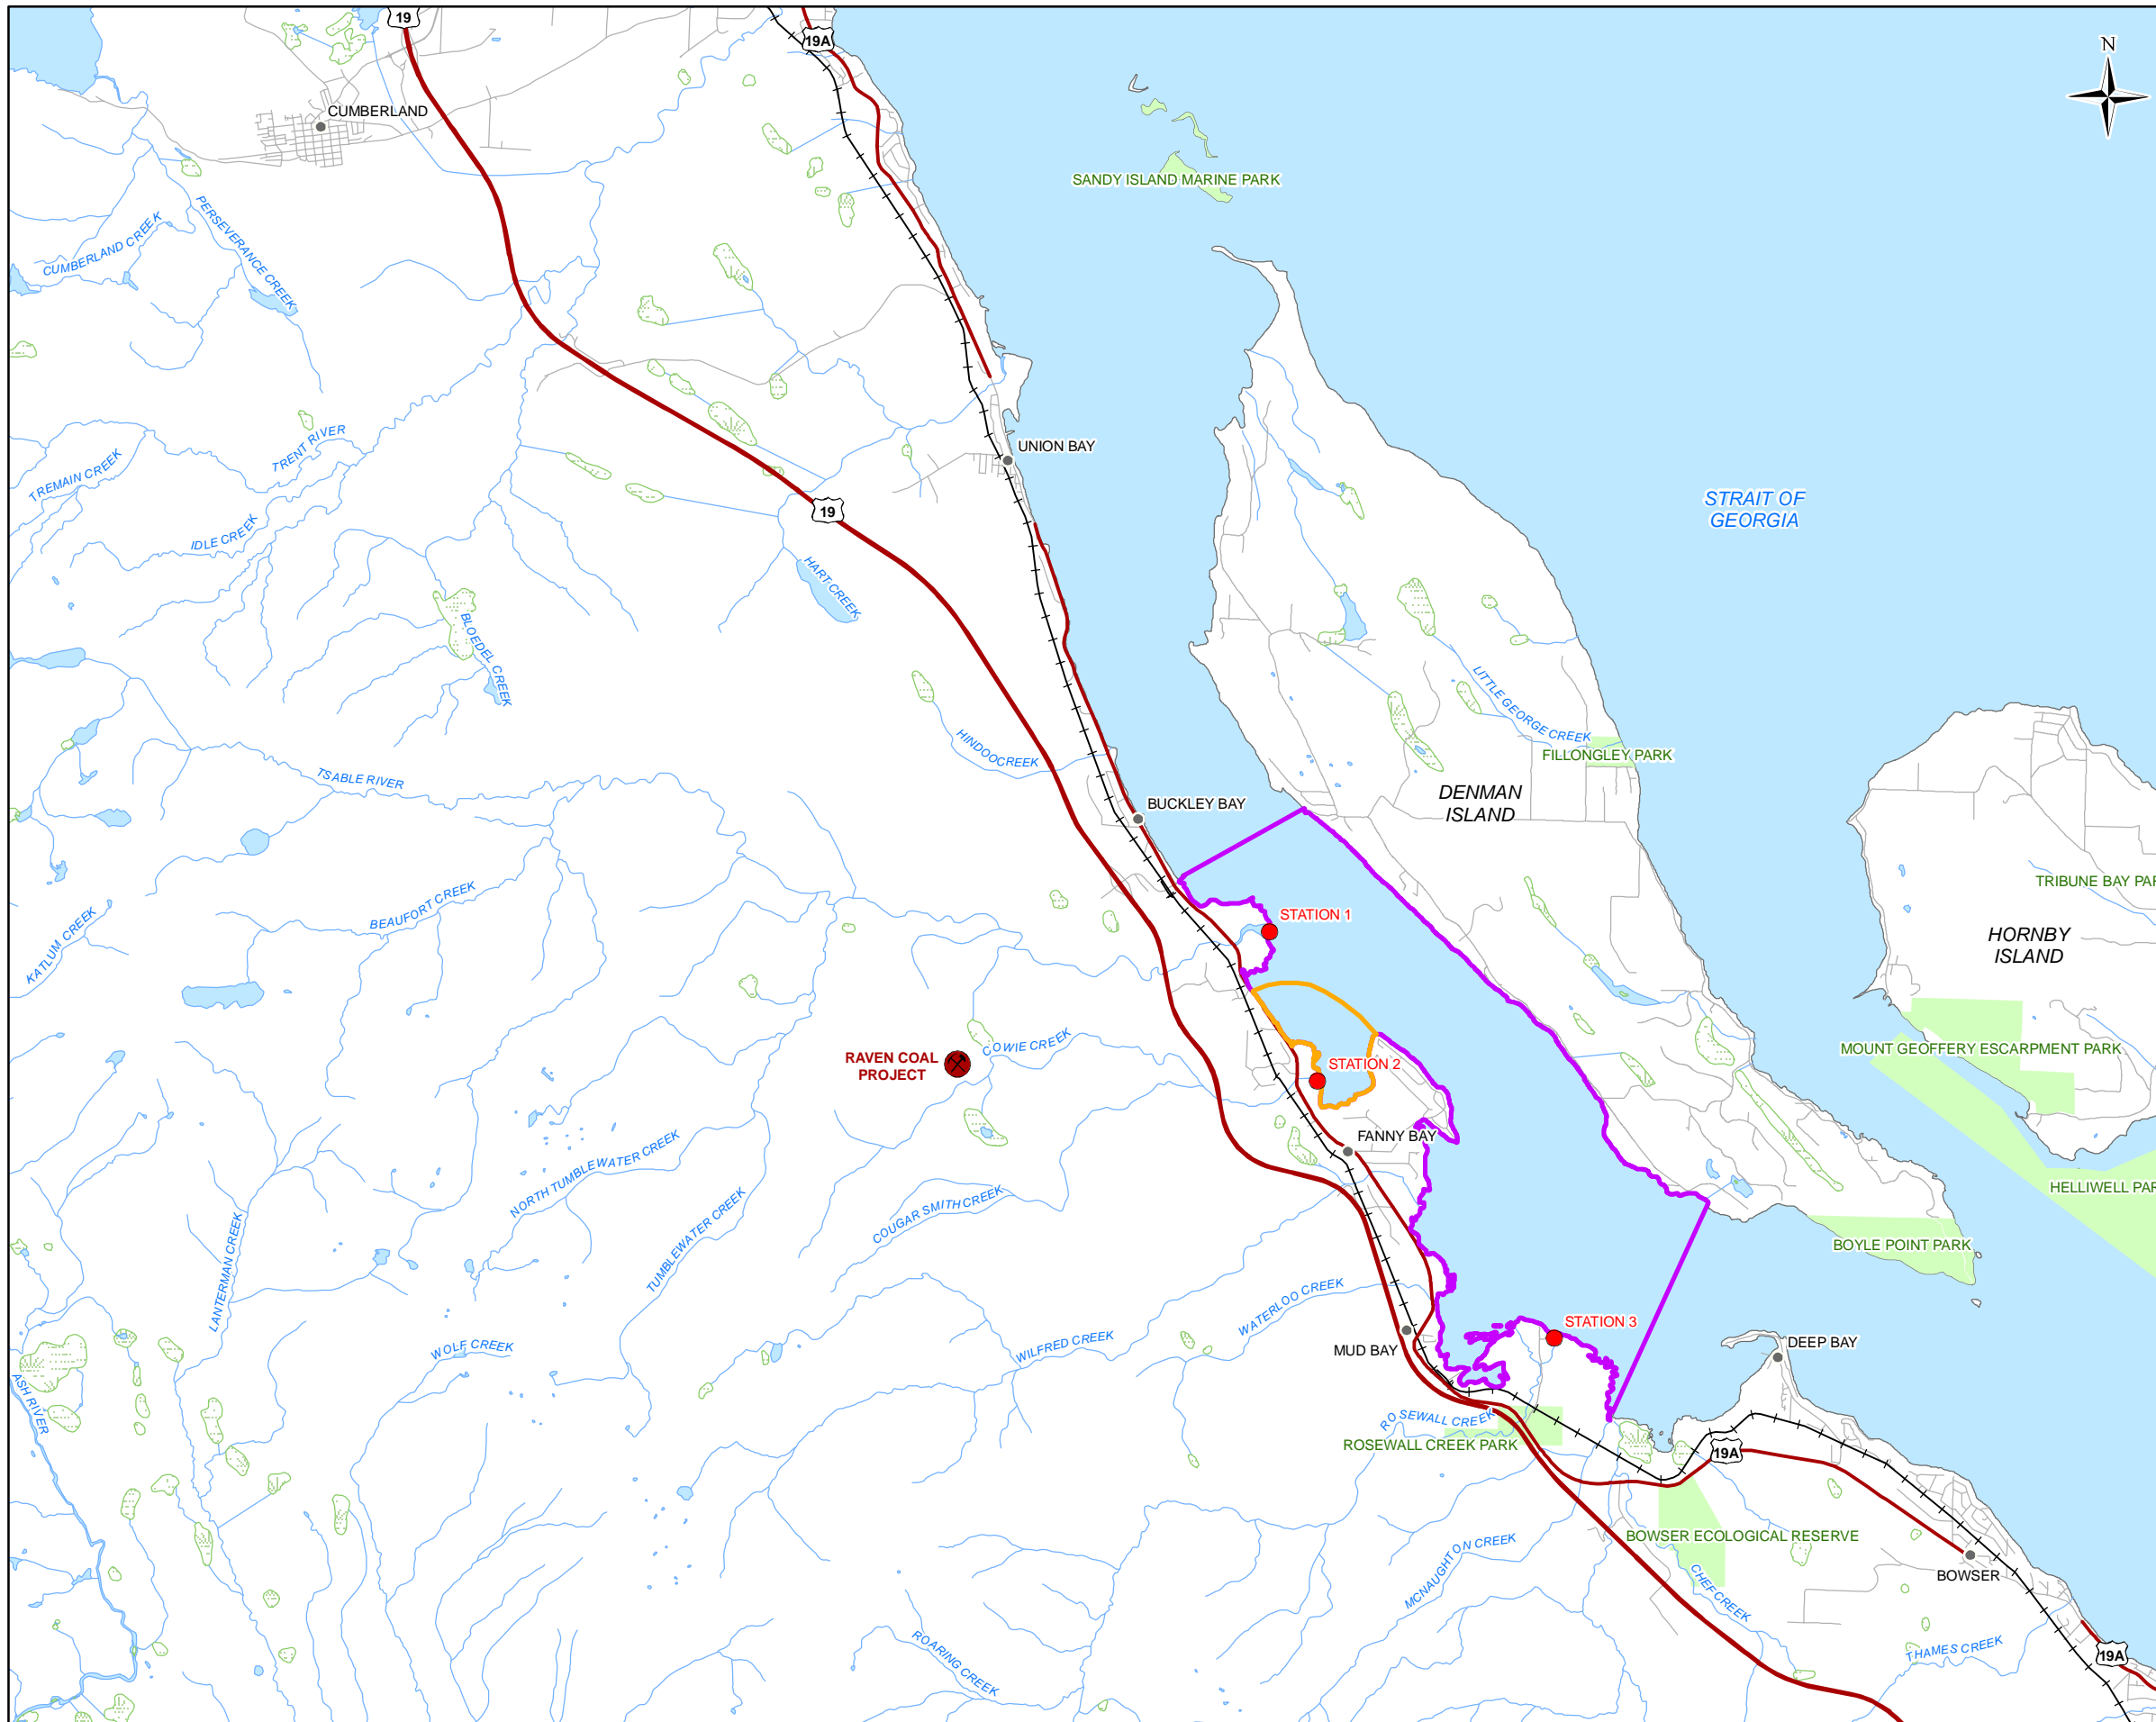 19
19A
N
CUMBERLAND
SANDY ISLAND MARINE PARK
PERSEVERANCE CREEK
CUMBERLAND CREEK
UNION BAY
TRENT RIVER
TREMAIN CREEK
STRAIT OF
GEORGIA
19
IDLE CREEK
HART CREEK
BLOEDEL CREEK
LITTLE GEORGE CREEK
HINDOO CREEK
FILLONGLEY PARK
TSABLE RIVER
DENMAN
ISLAND
BUCKLEY BAY
TRIBUNE BAY PAR
BEAUFORT CREEK
STATION 1
KATLUM CREEK
HORNBY
ISLAND
COWIE CREEK
MOUNT GEOFFERY ESCARPMENT PARK
RAVEN COAL
PROJECT
STATION 2
FANNY BAY
NORTH TUMBLEWATER CREEK
HELLIWELL PAR
COUGAR SMITH CREEK
TUMBLEWATER CREEK
LANTERMAN CREEK
BOYLE POINT PARK
WATERLOO CREEK
STATION 3
WOLF CREEK
WILFRED CREEK
DEEP BAY
MUD BAY
ASH RIVER
ROSEWALL CREEK
ROSEWALL CREEK PARK
19A
BOWSER ECOLOGICAL RESERVE
MCNAUGHTON CREEK
BOWSER
CHEF CREEK
ROARING CREEK
THAMES CREEK
19A